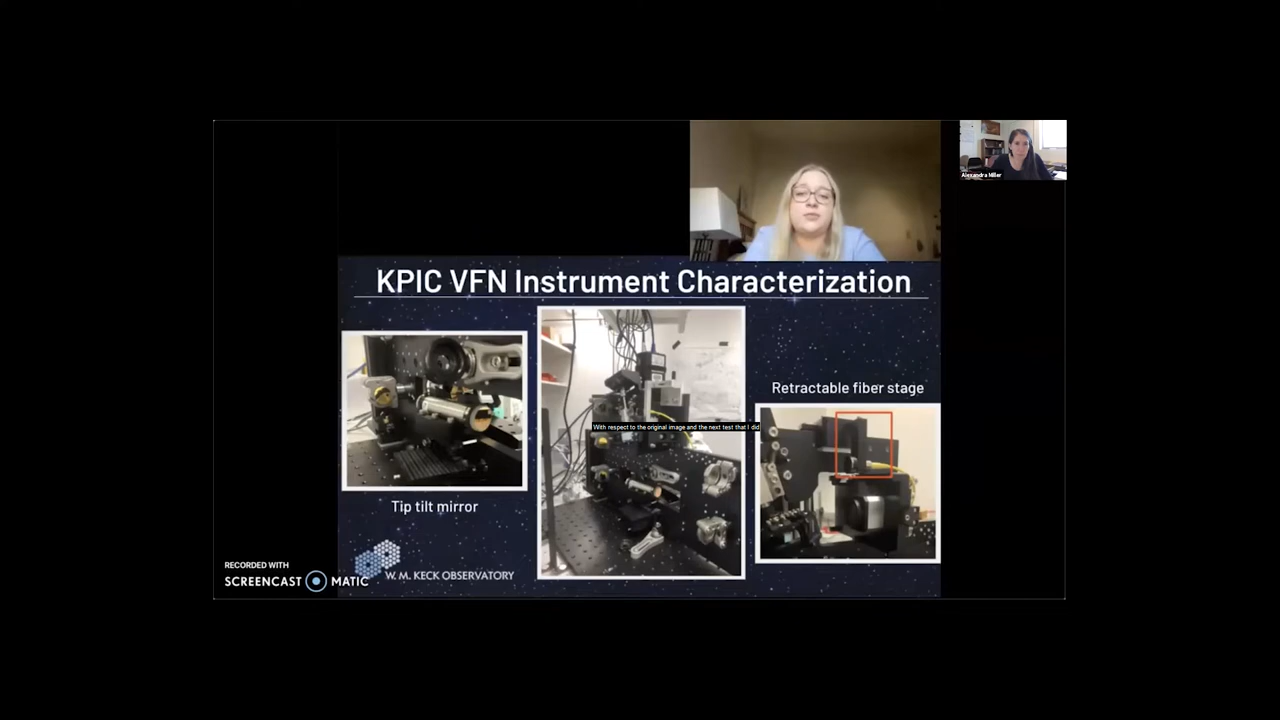 Alexandra Miller
KPIC VFN Instrument Characterization
Retractable fiber stage
With respect to the original image and the next test that I did
Tip tilt mirror
RECORDED WITH
SCREENCAST MATIC
W. M. KECK OBSERVATORY